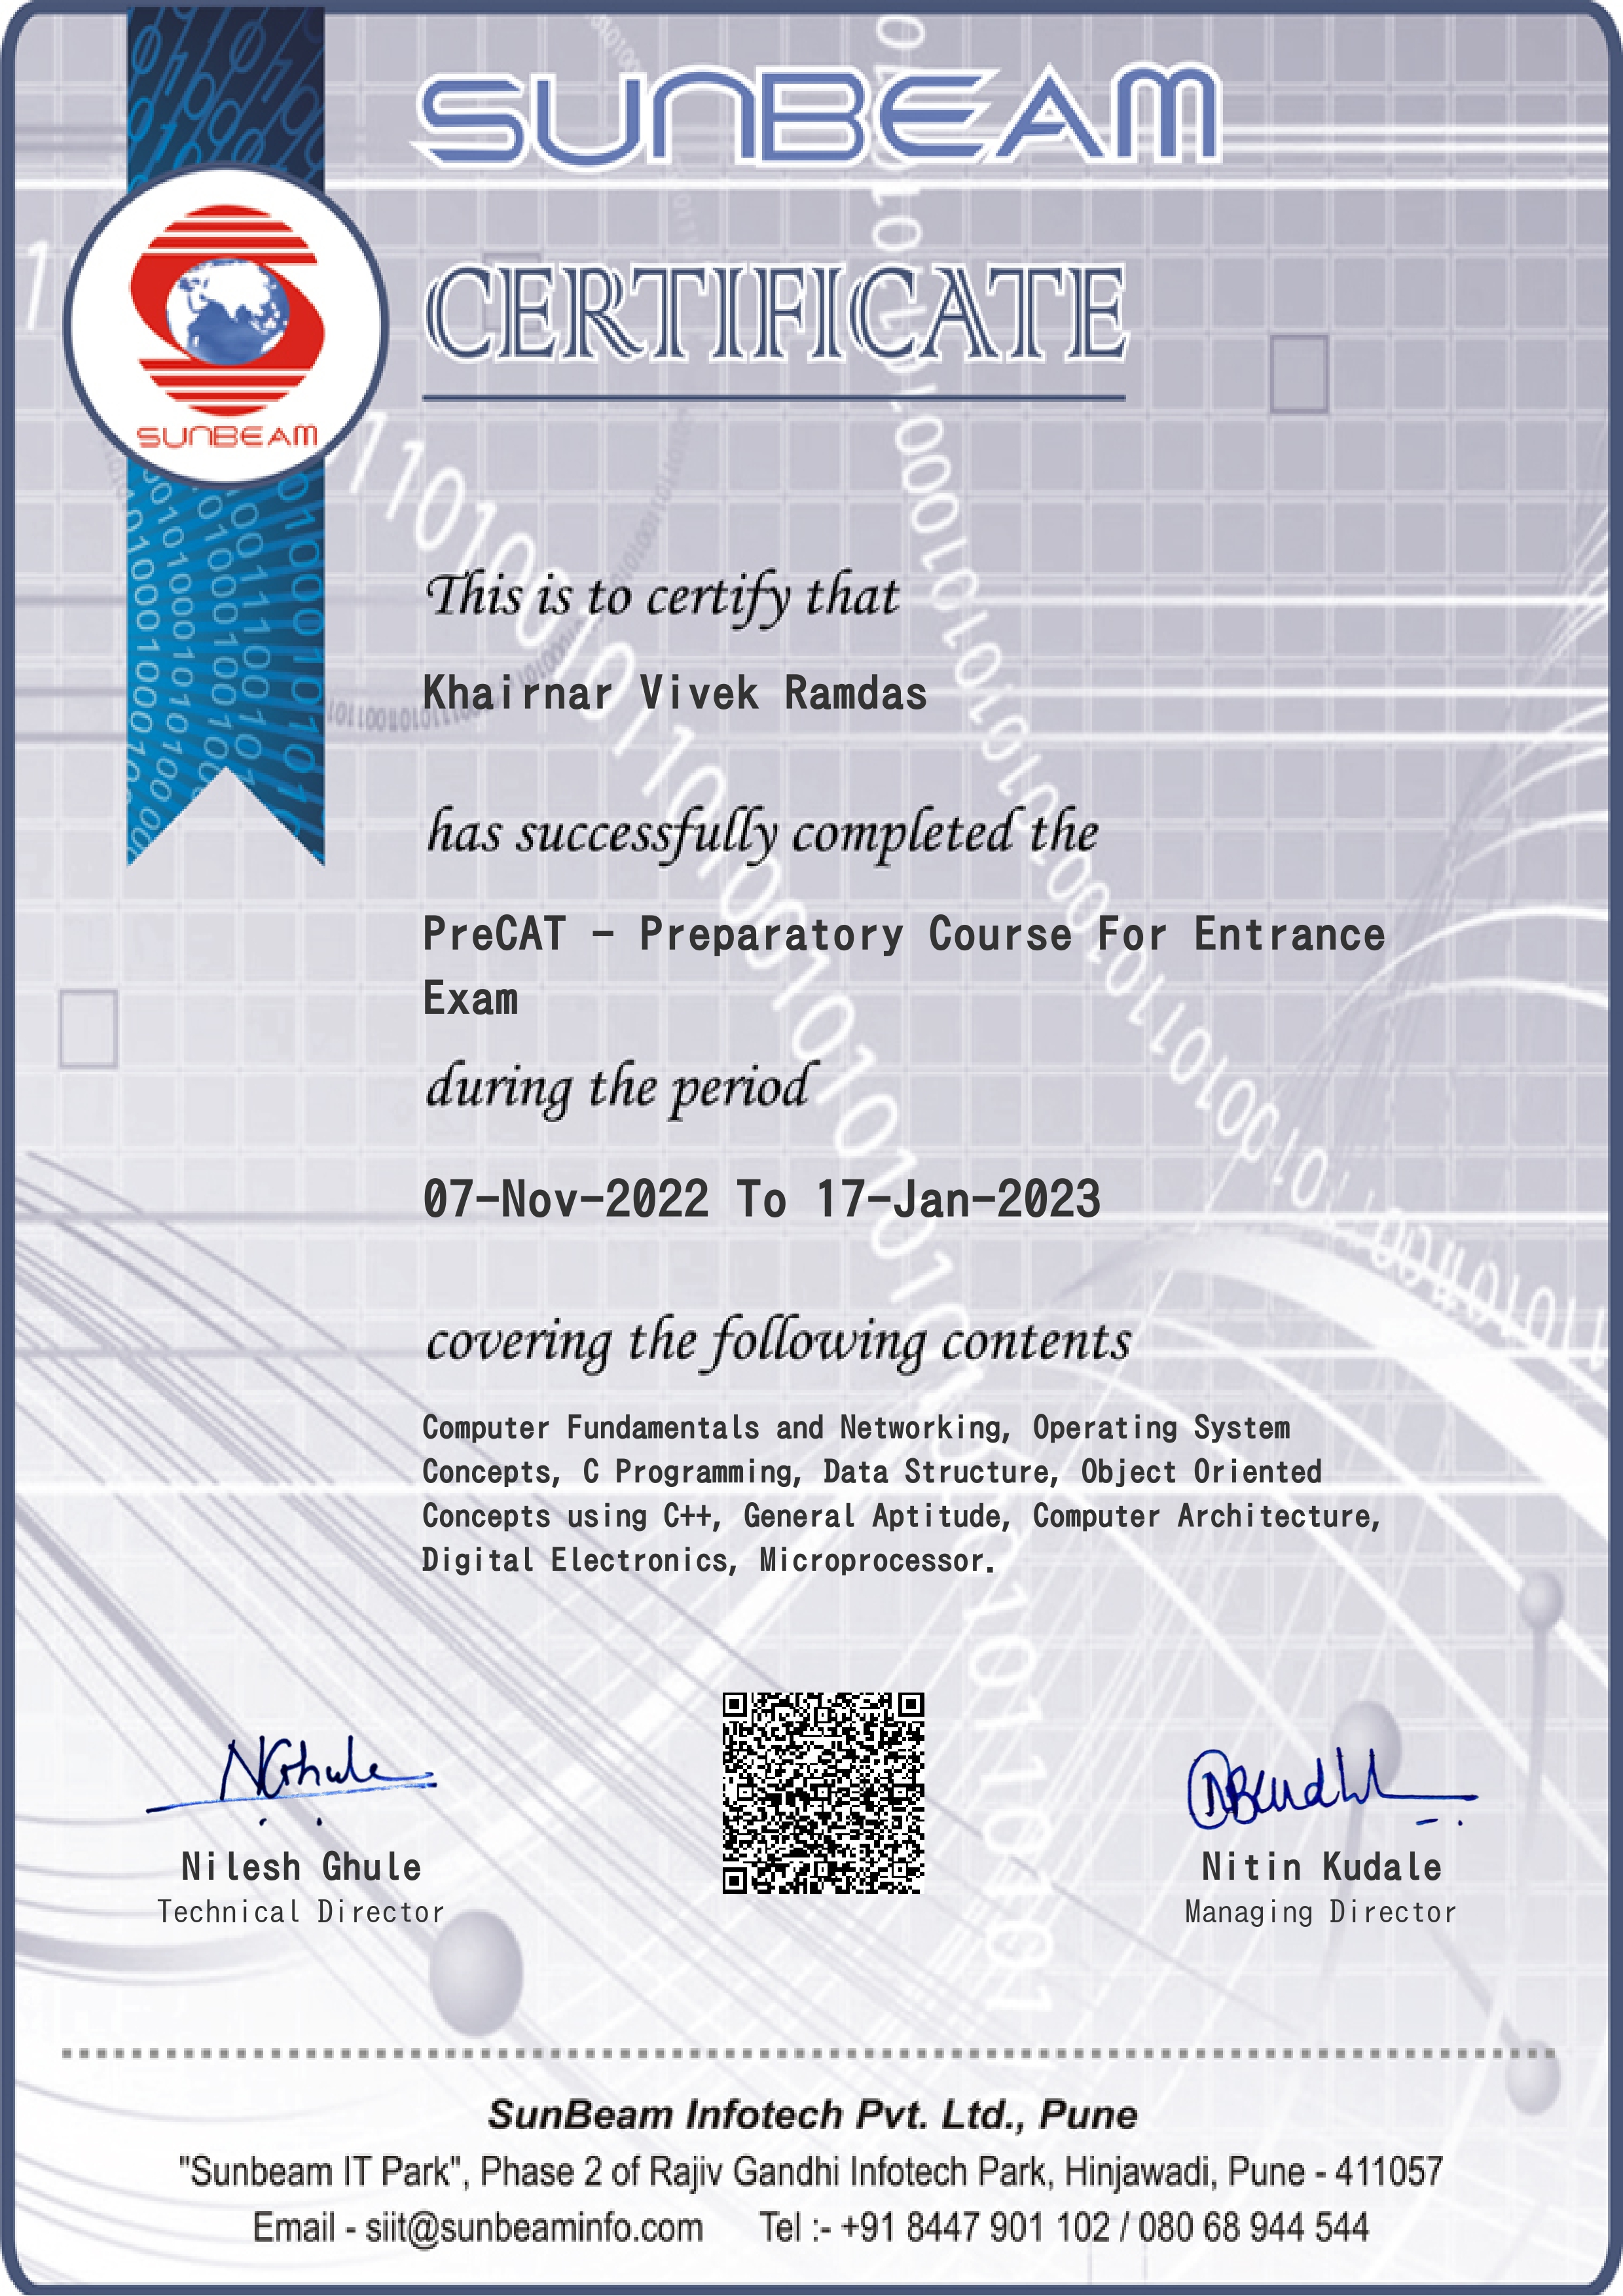 SUNBEAM
SUNBEAM
CERTIFICATE
This is to certify that
Khairnar Vivek Ramdas
has successfully completed the
PreCAT - Preparatory Course For Entrance
Exam
during the period
07-Nov-2022 To 17-Jan-2023
covering the following contents
Computer Fundamentals and Networking, Operating System
Concepts, C Programming, Data Structure, Object Oriented
Concepts using C++, General Aptitude, Computer Architecture,
Digital Electronics, Microprocessor.
NGhule
Nilesh Ghule
Technical Director
Nitin Kudale
Managing Director
SunBeam Infotech Pvt. Ltd., Pune
"Sunbeam IT Park", Phase 2 of Rajiv Gandhi Infotech Park, Hinjawadi, Pune - 411057
Email - siit@sunbeaminfo.com Tel :- +91 8447 901 102 / 080 68 944 544